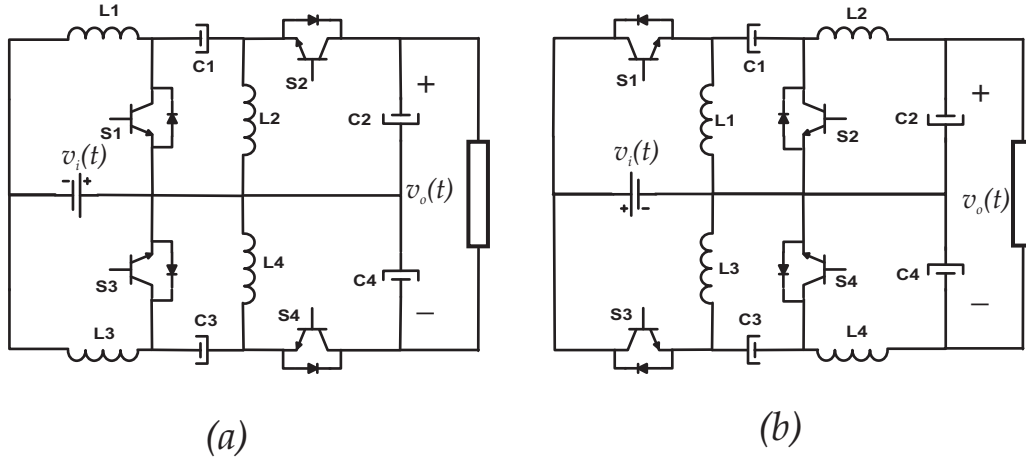 L1
C1
S2
L2
C2
+
S1
v_i(t)
- +
v_o(t)
S3
L4
C4
−
L3
C3
S4
(a)
S1
C1
L2
L1
S2
C2
+
v_i(t)
+ -
v_o(t)
L3
S4
C4
−
S3
C3
L4
(b)